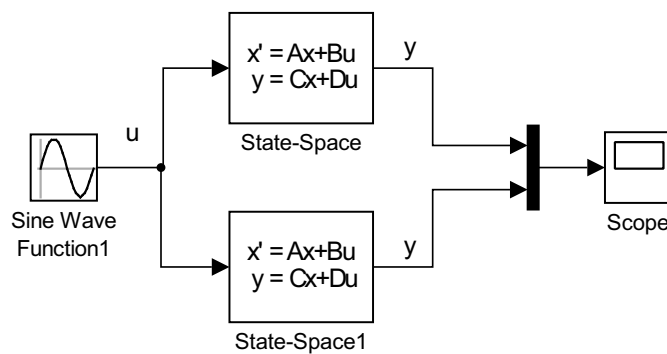 x' = Ax+Bu
y = Cx+Du
State-Space
y
u
Sine Wave
Function1
x' = Ax+Bu
y = Cx+Du
State-Space1
y
Scope